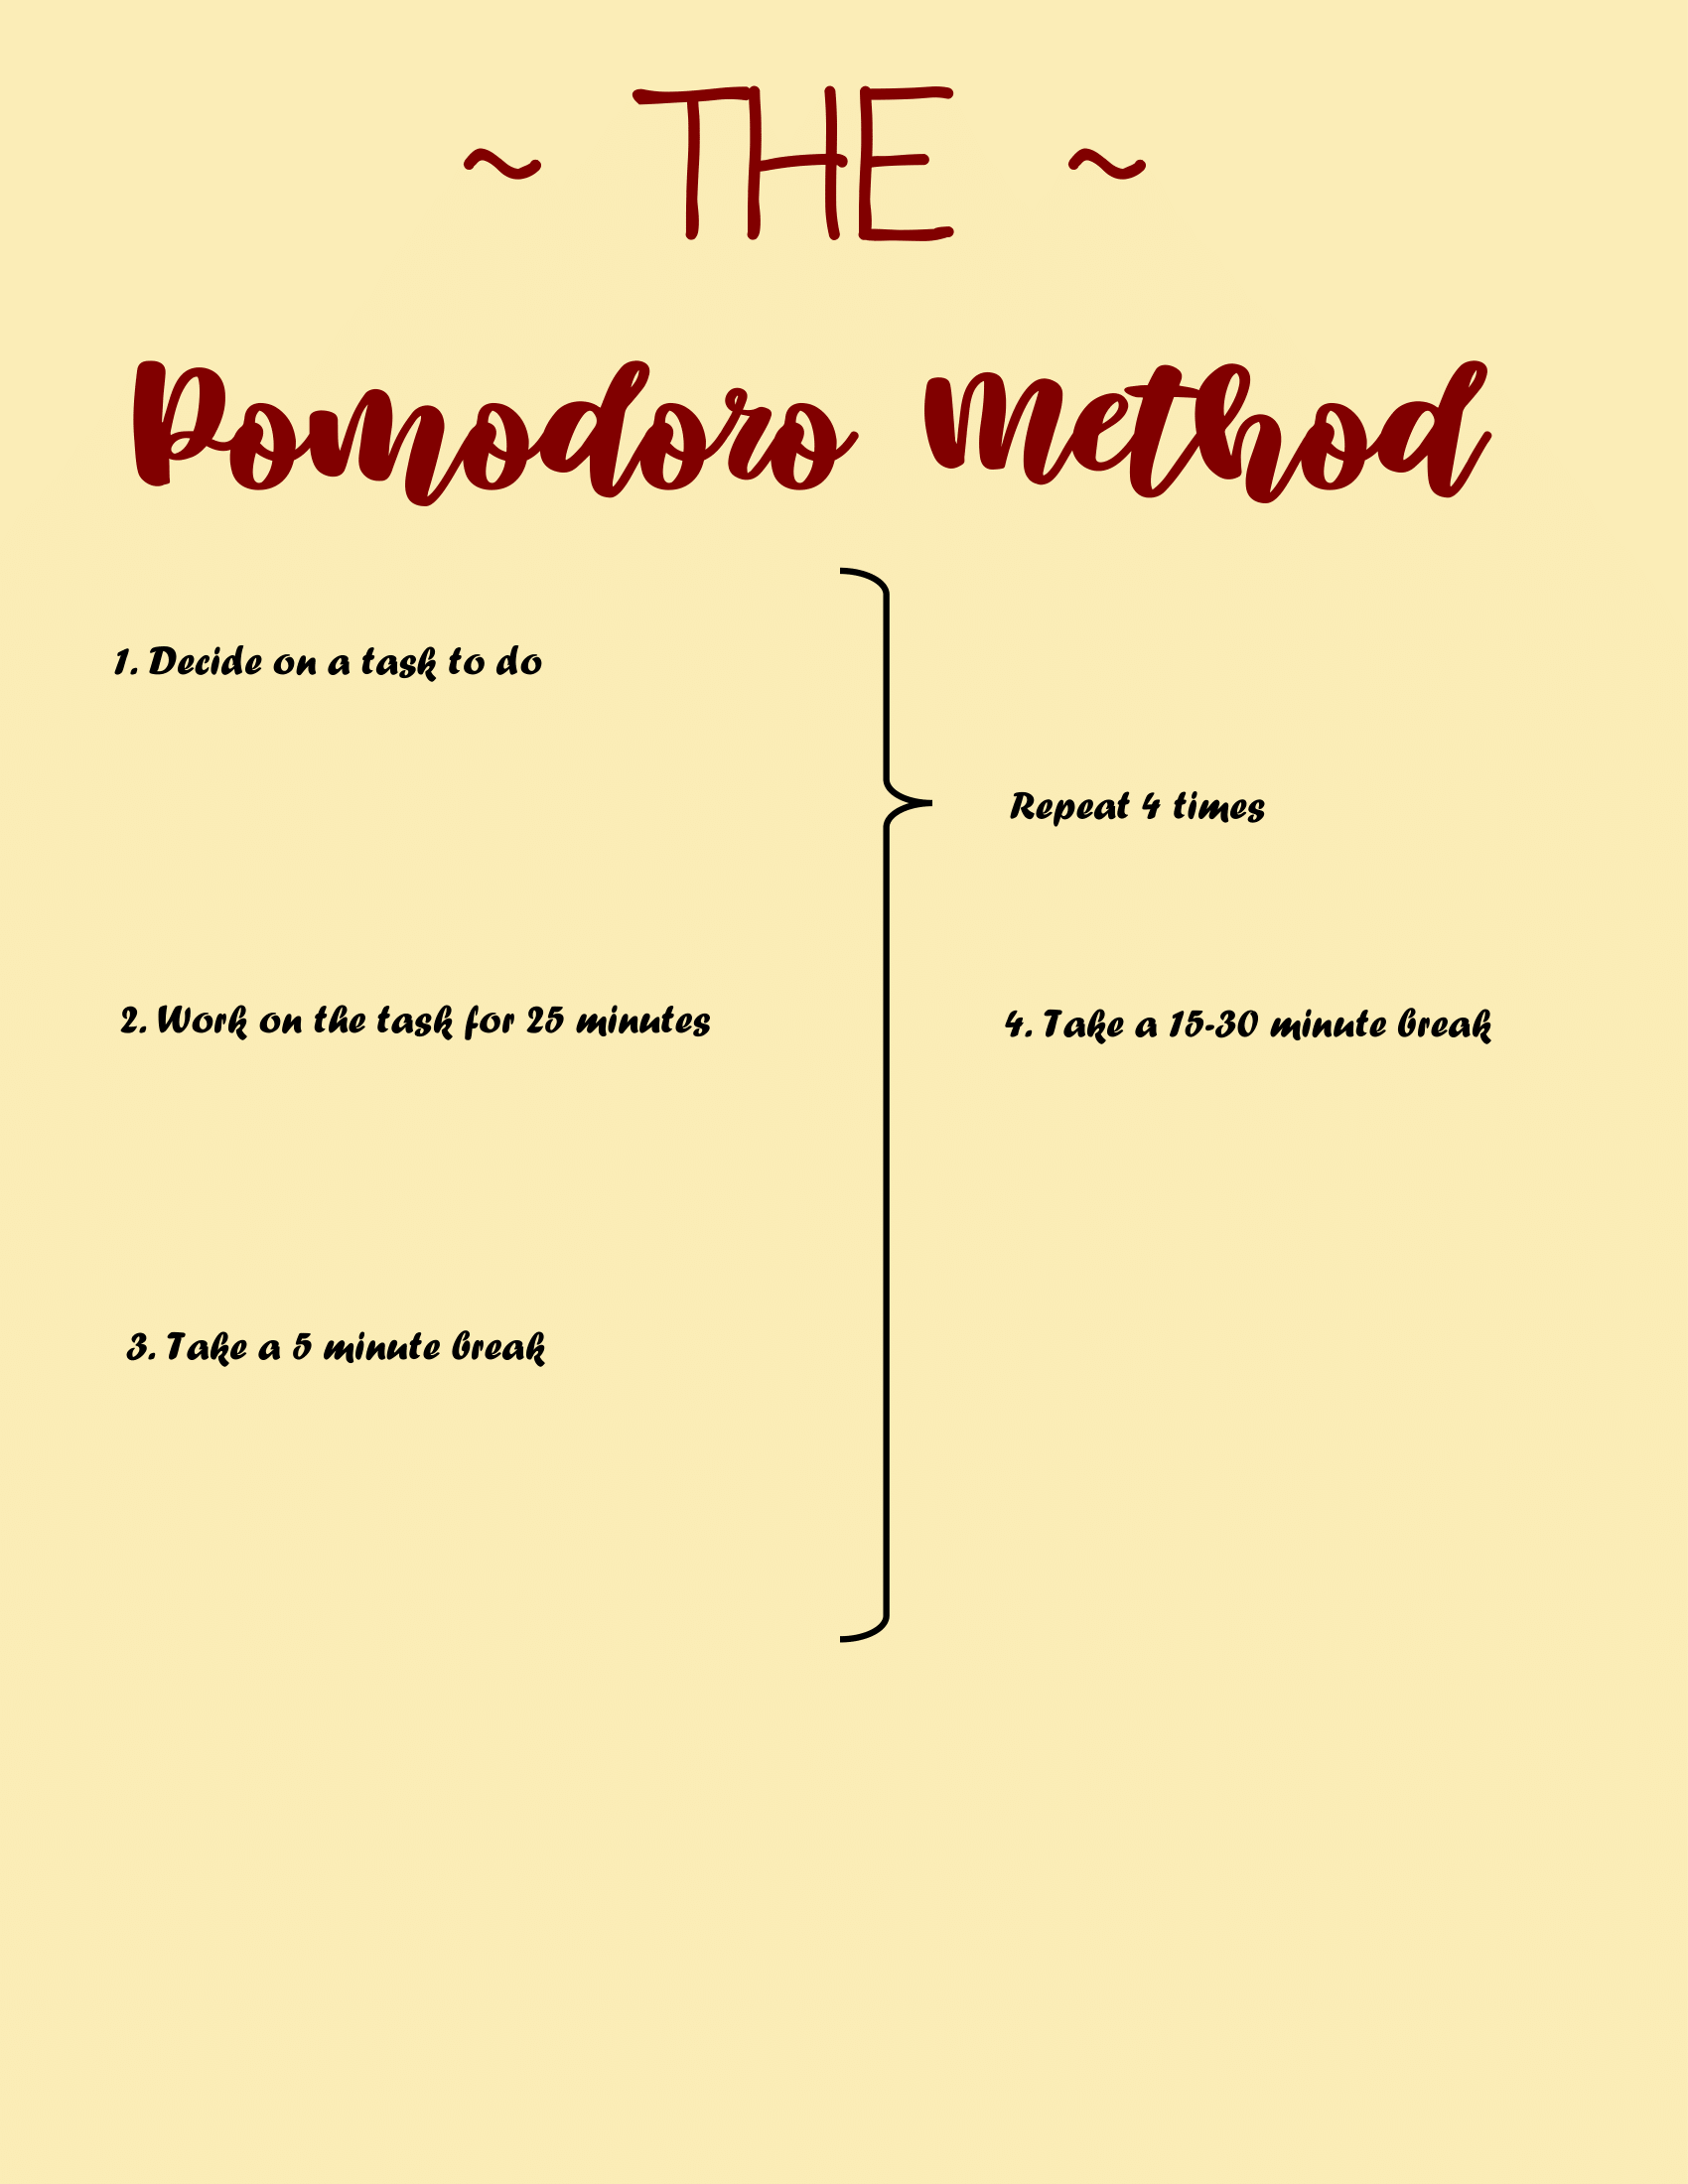 ~ THE ~
Pomodoro Method
1. Decide on a task to do
2. Work on the task for 25 minutes
3. Take a 5 minute break
Repeat 4 times
4. Take a 15-30 minute break